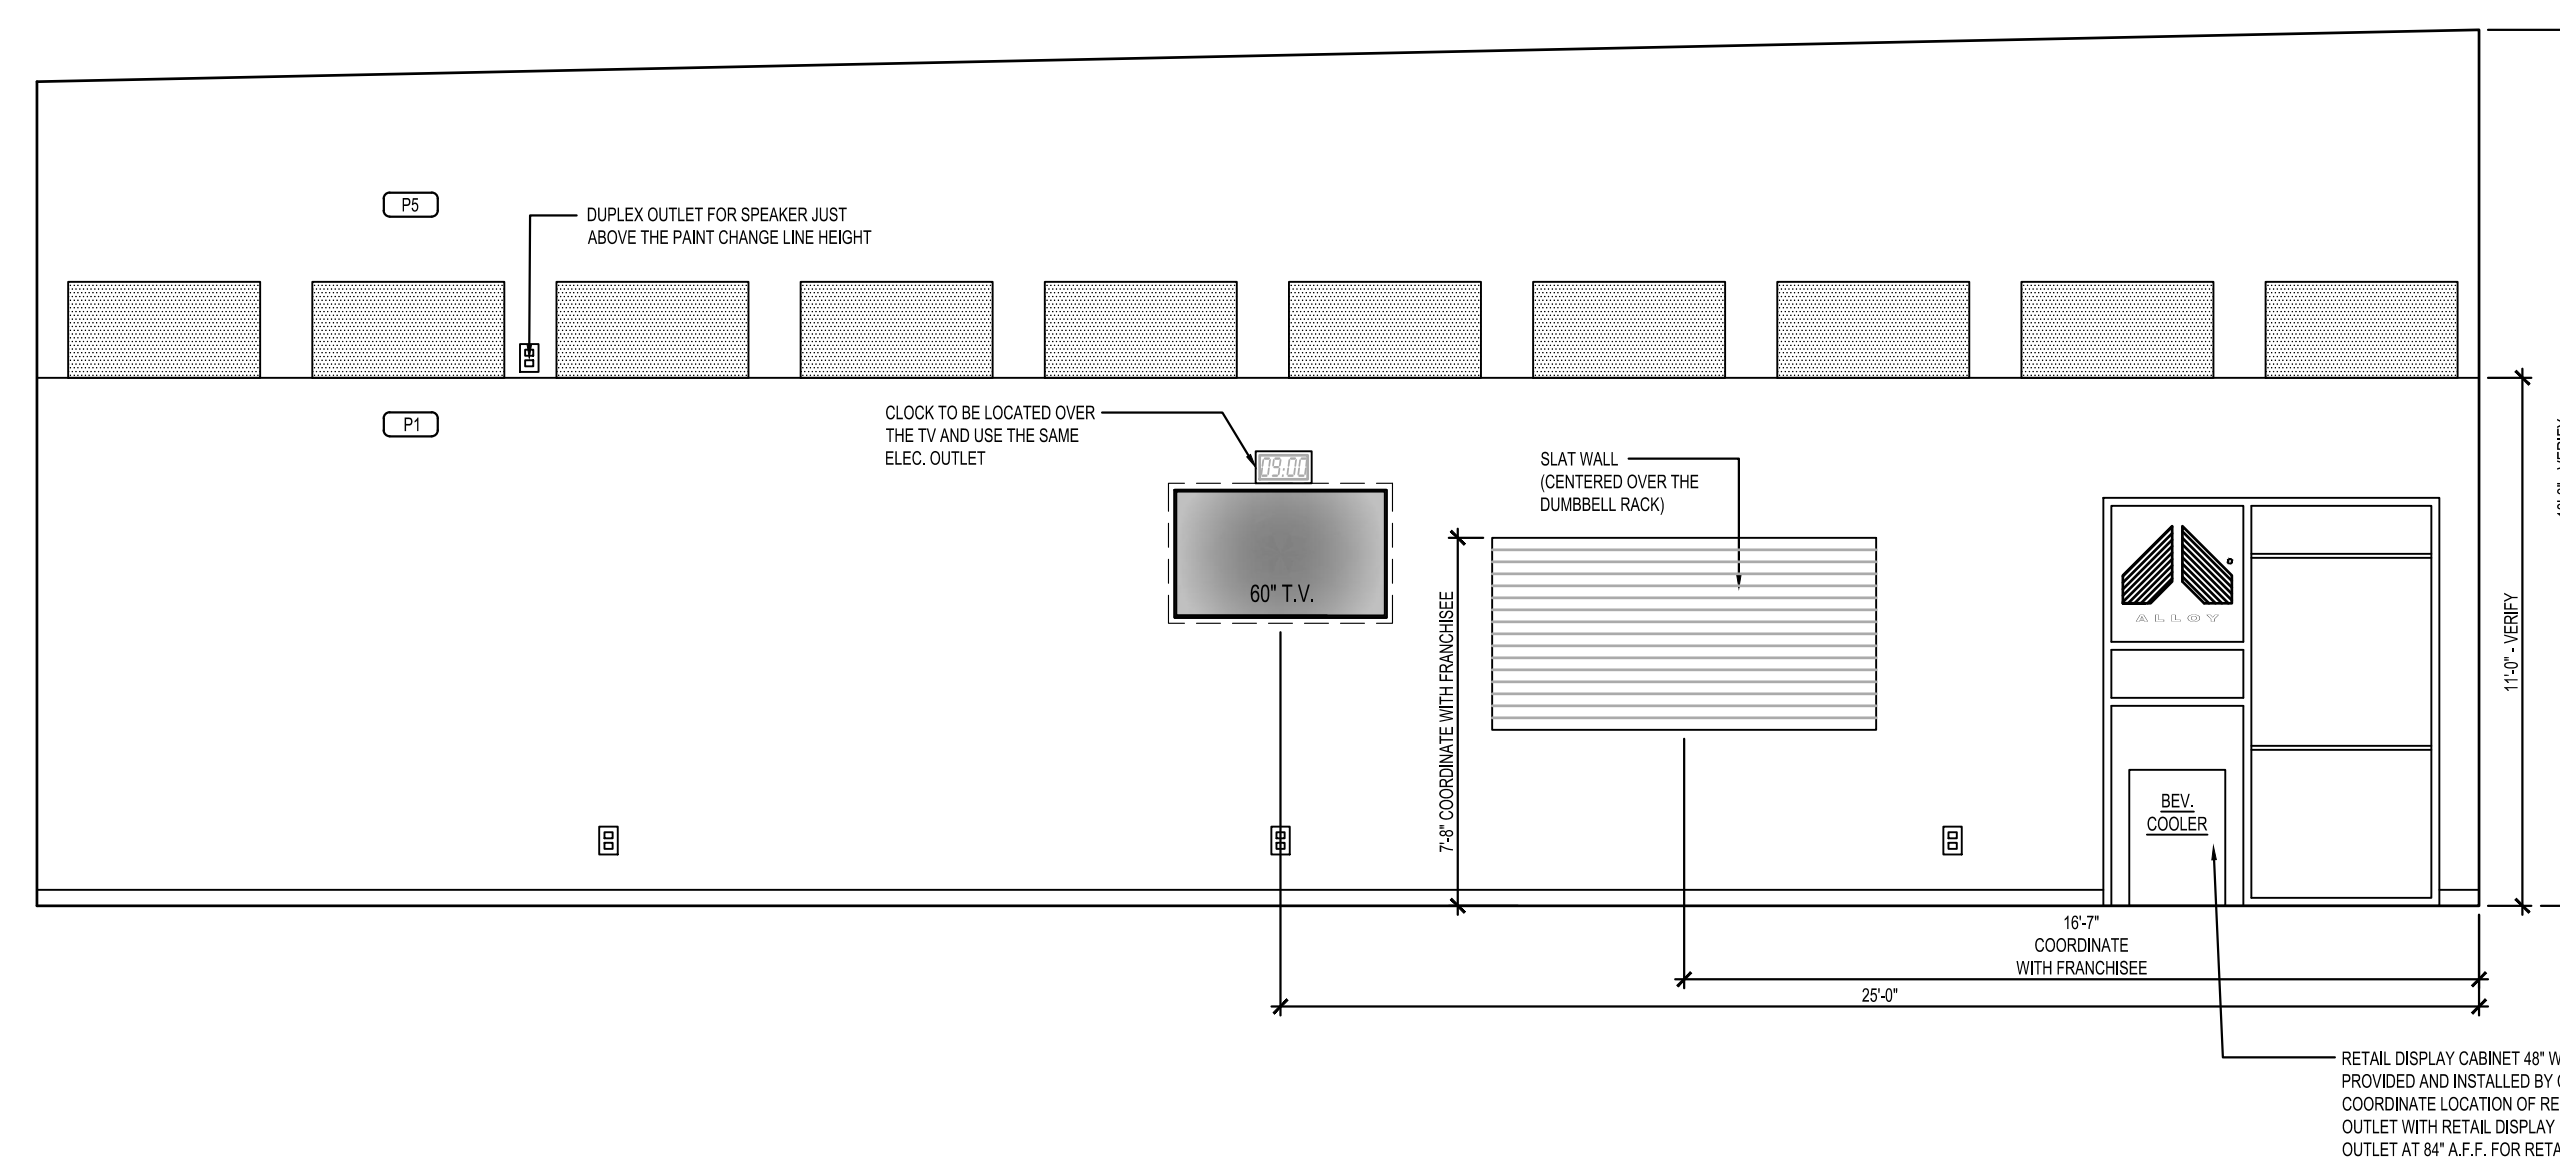 P5
DUPLEX OUTLET FOR SPEAKER JUST
ABOVE THE PAINT CHANGE LINE HEIGHT
P1
CLOCK TO BE LOCATED OVER
THE TV AND USE THE SAME
ELEC. OUTLET
09:00
60" T.V.
SLAT WALL
(CENTERED OVER THE
DUMBBELL RACK)
7'-8" COORDINATE WITH FRANCHISEE
ALLOY
BEV.
COOLER
11'-0" - VERIFY
16'-7"
COORDINATE
WITH FRANCHISEE
25'-0"
RETAIL DISPLAY CABINET 48"
PROVIDED AND INSTALLED BY
COORDINATE LOCATION OF
OUTLET WITH RETAIL DISPLAY
OUTLET AT 84" A.F.F. FOR